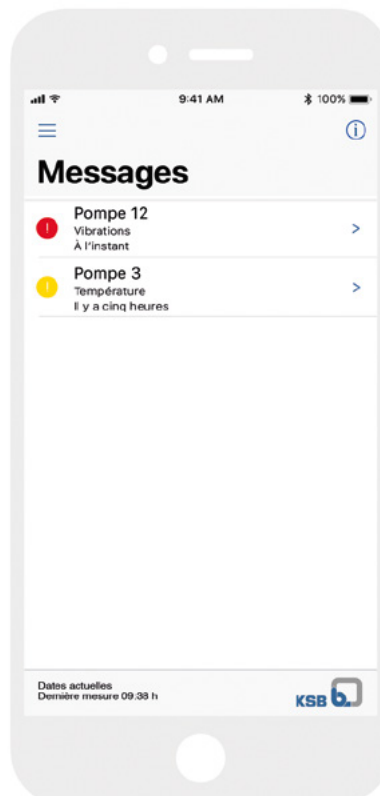 9:41 AM
100%
Messages
Pompe 12
Vibrations
À l'instant
Pompe 3
Température
Il y a cinq heures
Dates actuelles
Dernière mesure 09:38 h
KSB b.